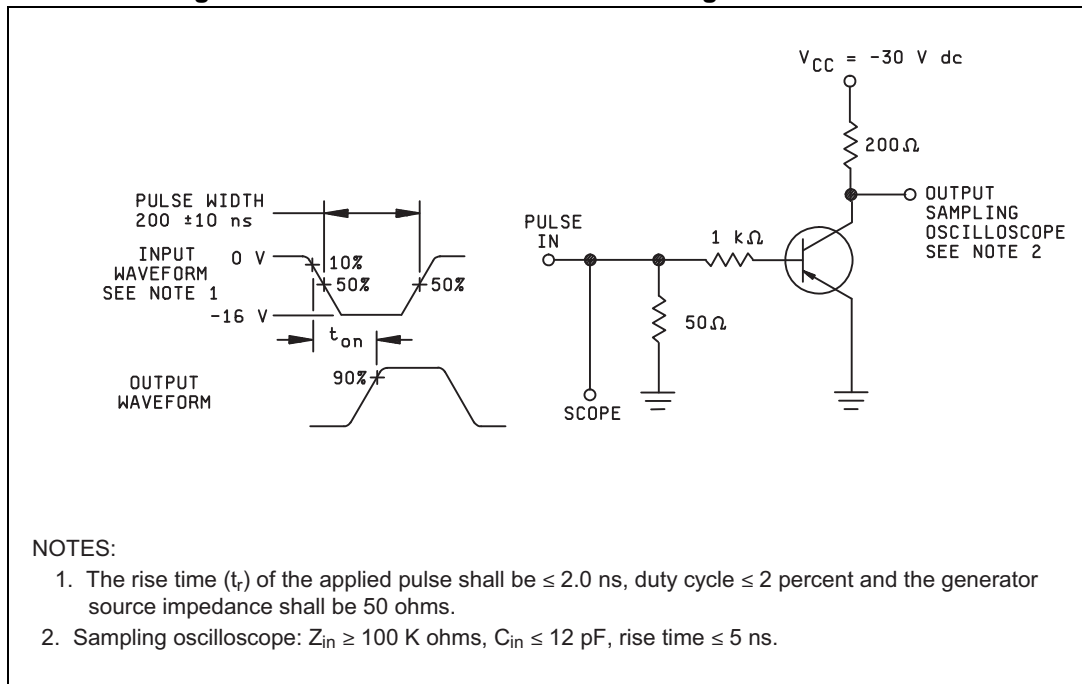 V_CC = -30 V dc
200Ω
OUTPUT
SAMPLING
OSCILLOSCOPE
SEE NOTE 2
PULSE WIDTH
200 ±10 ns
PULSE
IN
1 kΩ
INPUT
WAVEFORM
SEE NOTE 1
0 V
10%
50%
50%
-16 V
50Ω
t_on
90%
OUTPUT
WAVEFORM
SCOPE
NOTES:
1. The rise time (t_r) of the applied pulse shall be ≤ 2.0 ns, duty cycle ≤ 2 percent and the generator
source impedance shall be 50 ohms.
2. Sampling oscilloscope: Z_in ≥ 100 K ohms, C_in ≤ 12 pF, rise time ≤ 5 ns.